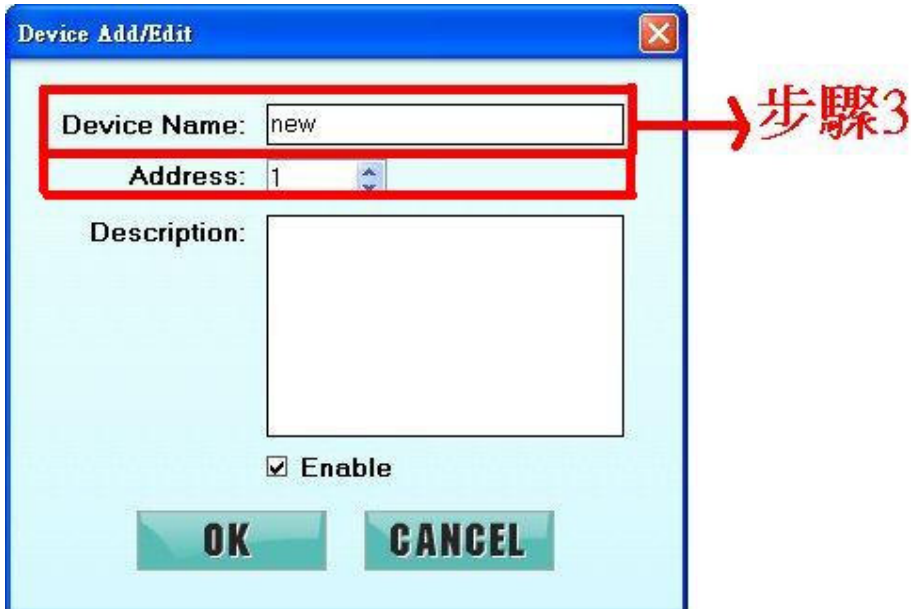 Device Add/Edit
Device Name: new
步驟3
Address: 1
Description:
Enable
OK CANCEL